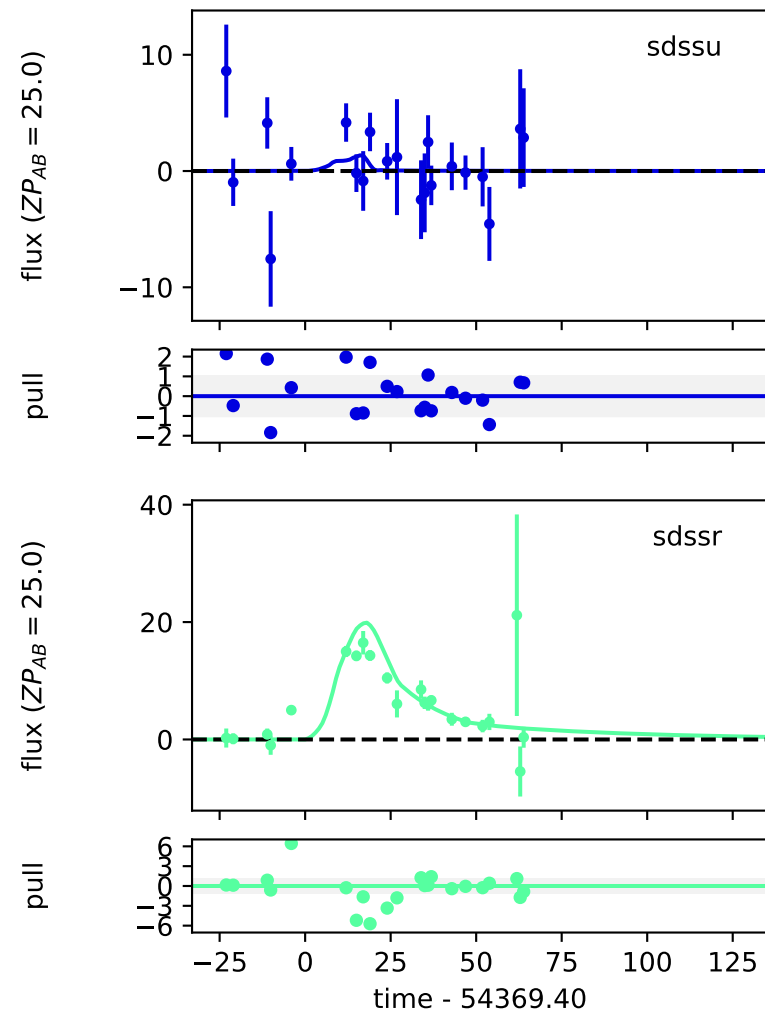 10
0
−10
flux (ZP_AB = 25.0)
sdssu
2
1
0
−1
−2
pull
40
20
0
flux (ZP_AB = 25.0)
sdssr
6
3
0
−3
−6
pull
−25 0 25 50 75 100 125
time - 54369.40